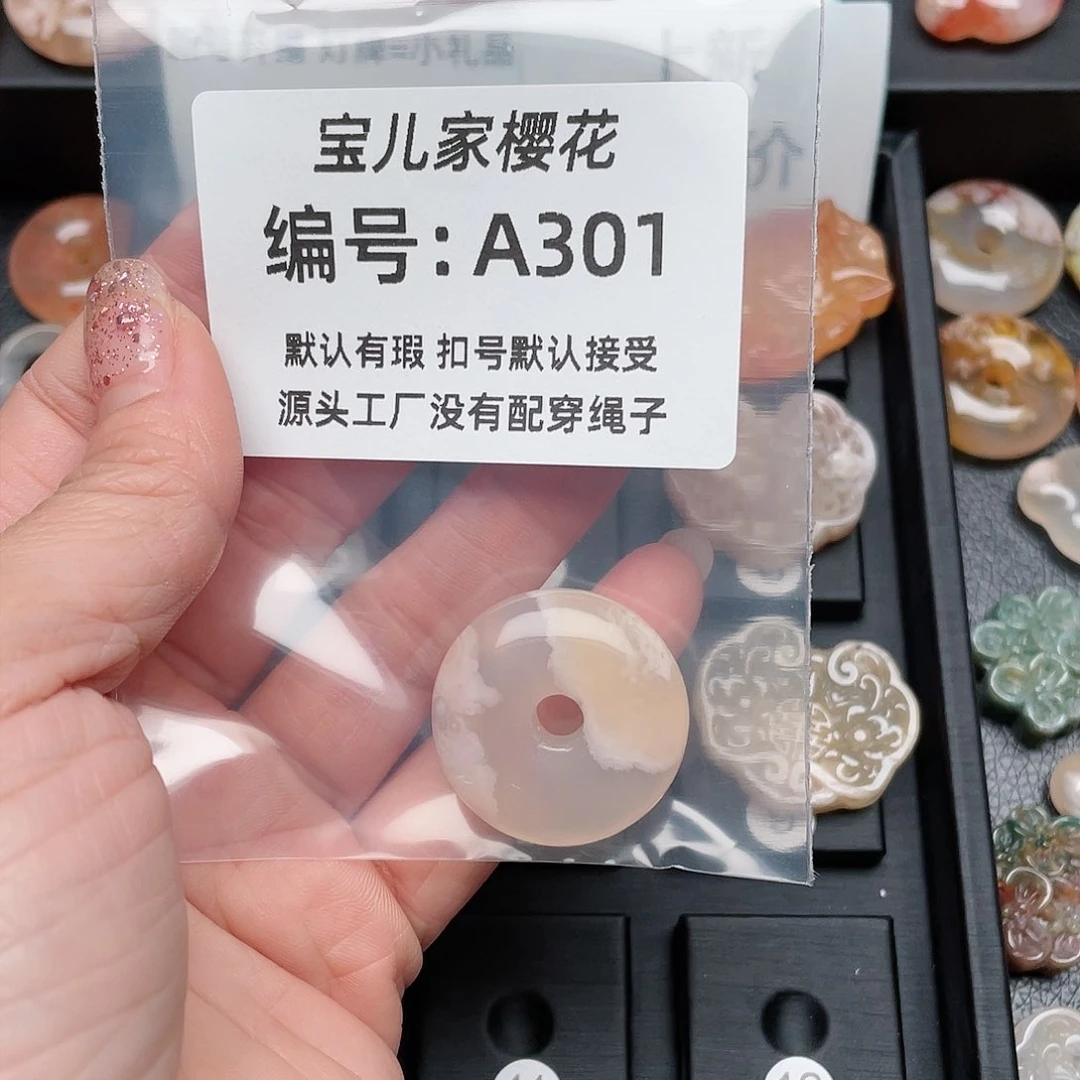 宝儿家樱花
编号:A301
默认有瑕 扣号默认接受
源头工厂没有配穿绳子